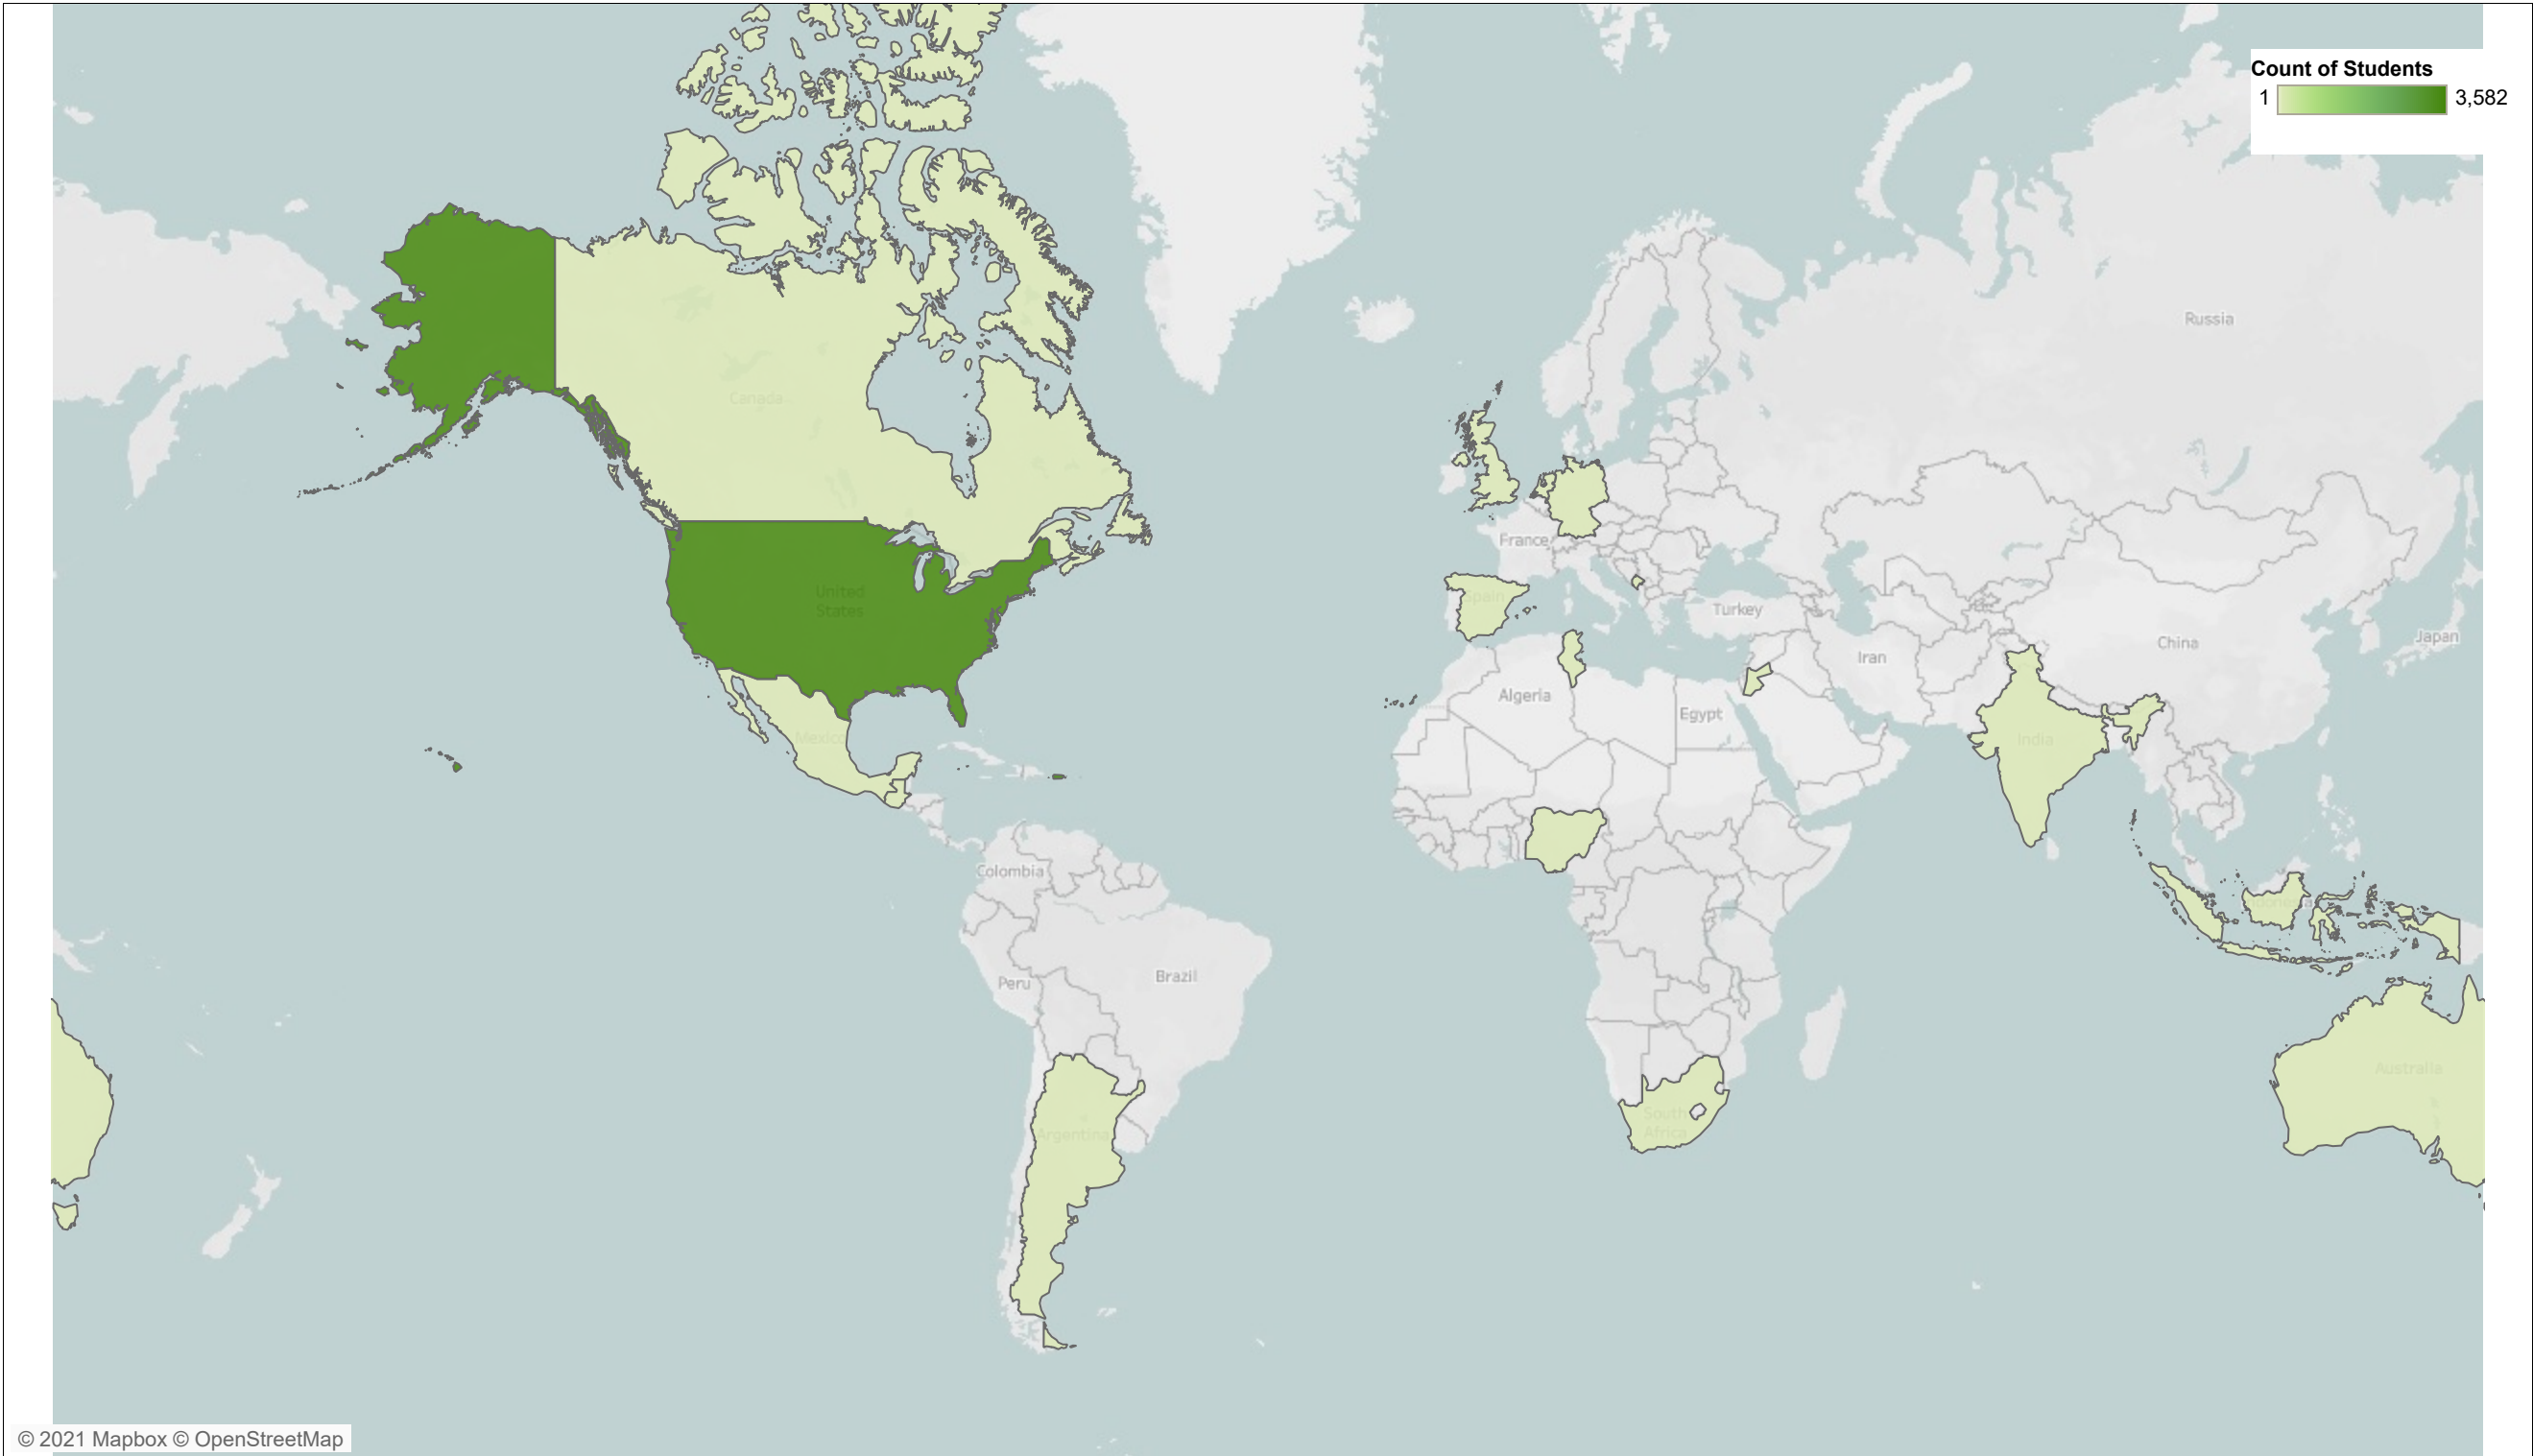 Count of Students
1 3,582
Russia
Canada
France
United
States
Spain
Turkey
China
Japan
Iran
Algeria
Egypt
Mexico
India
Colombia
Indonesia
Peru
Brazil
Australia
South
Africa
Argentina
© 2021 Mapbox © OpenStreetMap